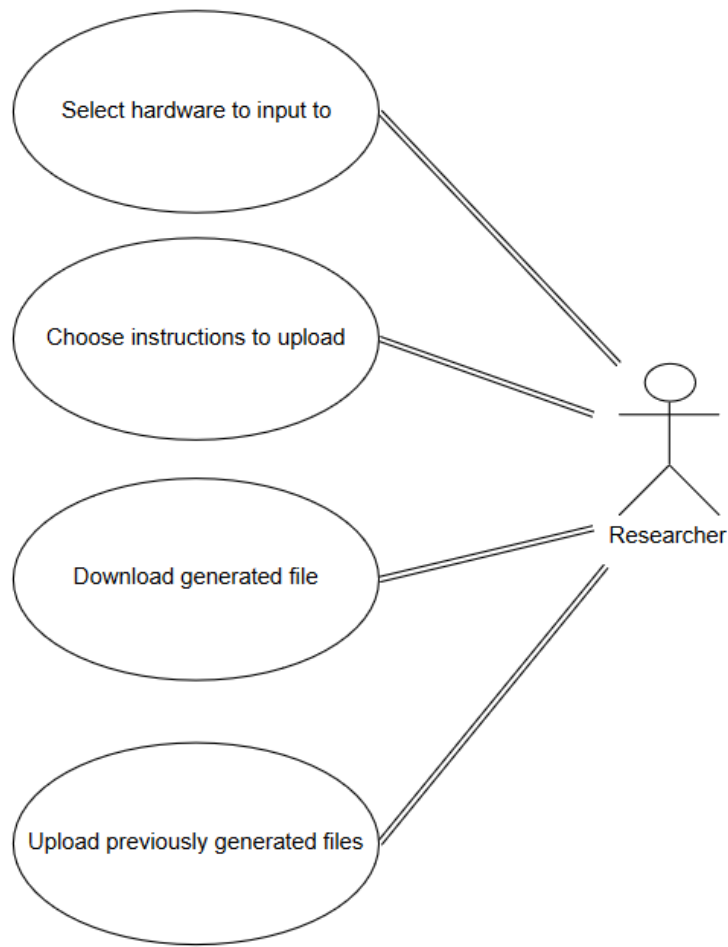 Select hardware to input to
Choose instructions to upload
Researcher
Download generated file
Upload previously generated files